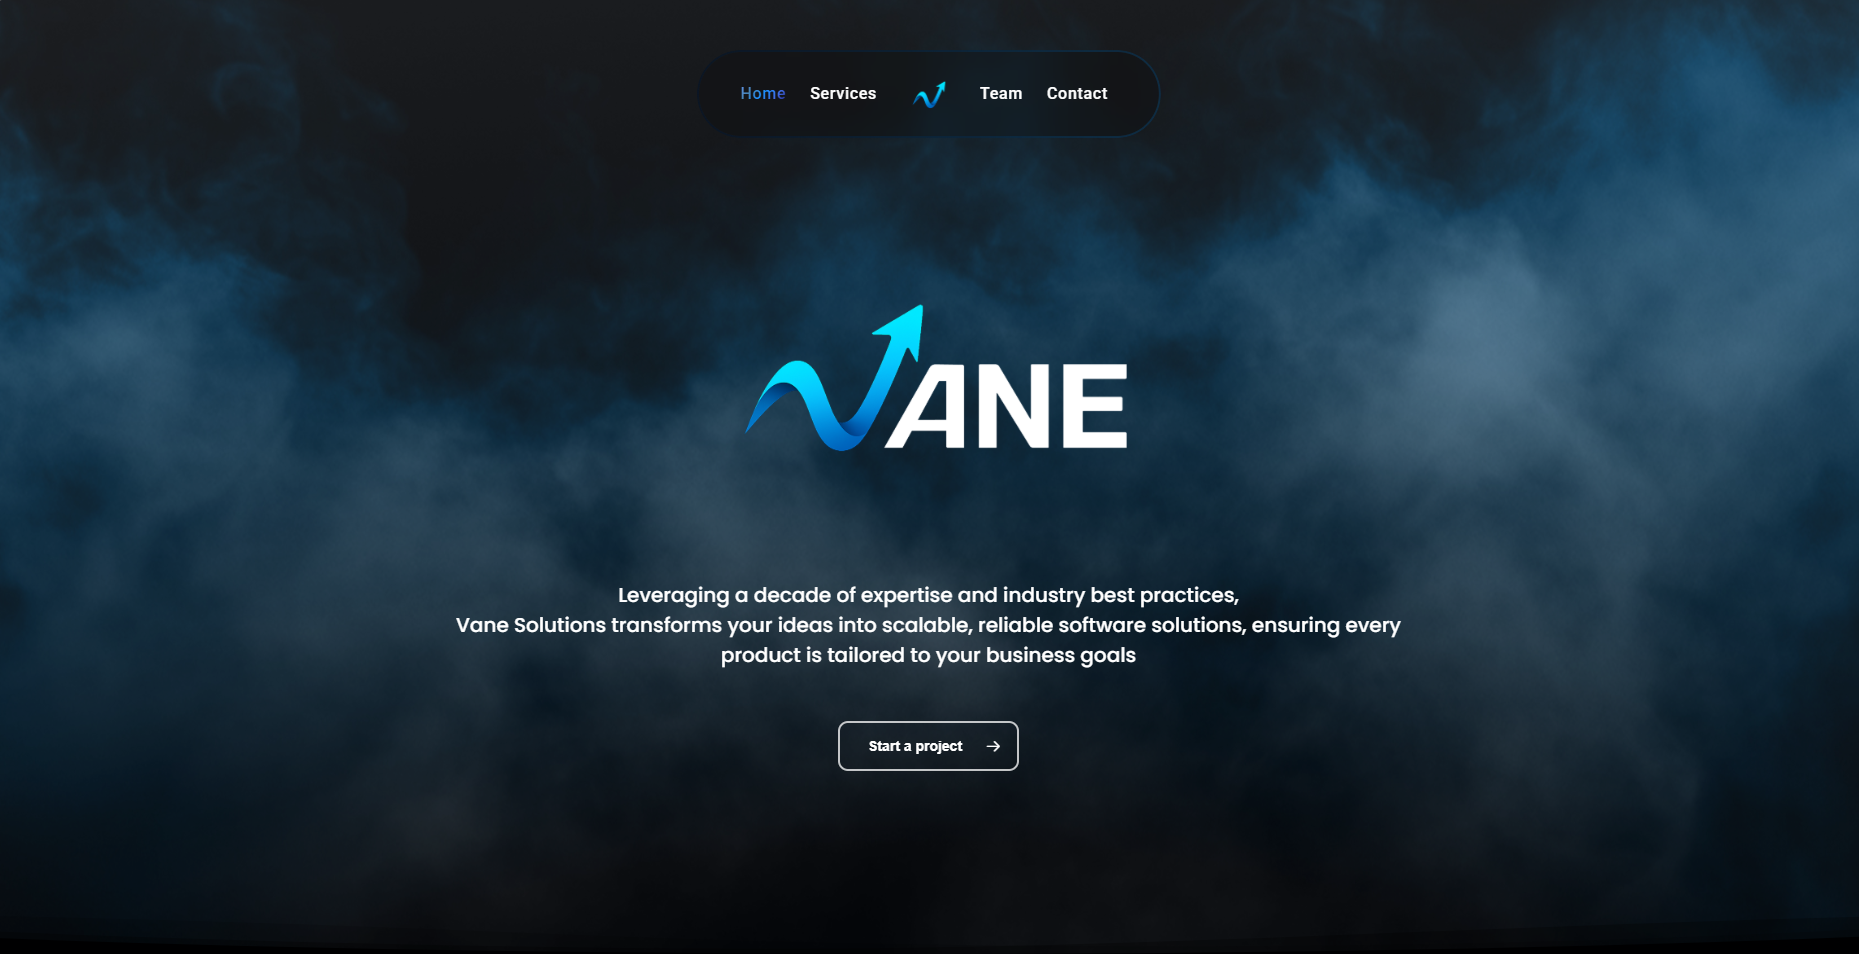 Home Services Team Contact
VANE
Leveraging a decade of expertise and industry best practices,
Vane Solutions transforms your ideas into scalable, reliable software solutions, ensuring every
product is tailored to your business goals
Start a project